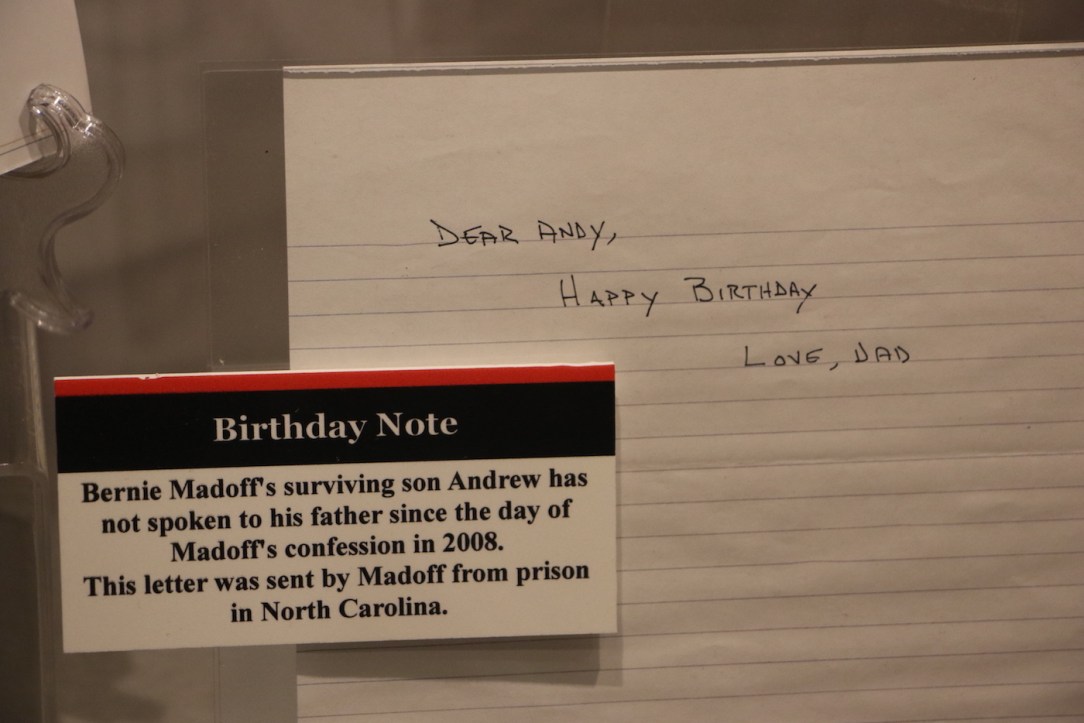 DEAR ANDY,
HAPPY BIRTHDAY
LOVE, DAD
Birthday Note
Bernie Madoff's surviving son Andrew has
not spoken to his father since the day of
Madoff's confession in 2008.
This letter was sent by Madoff from prison
in North Carolina.